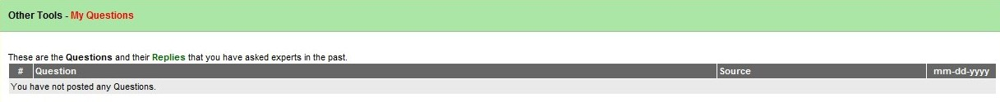 Other Tools - My Questions
These are the Questions and their Replies that you have asked experts in the past.
# Question Source mm-dd-yyyy
You have not posted any Questions.